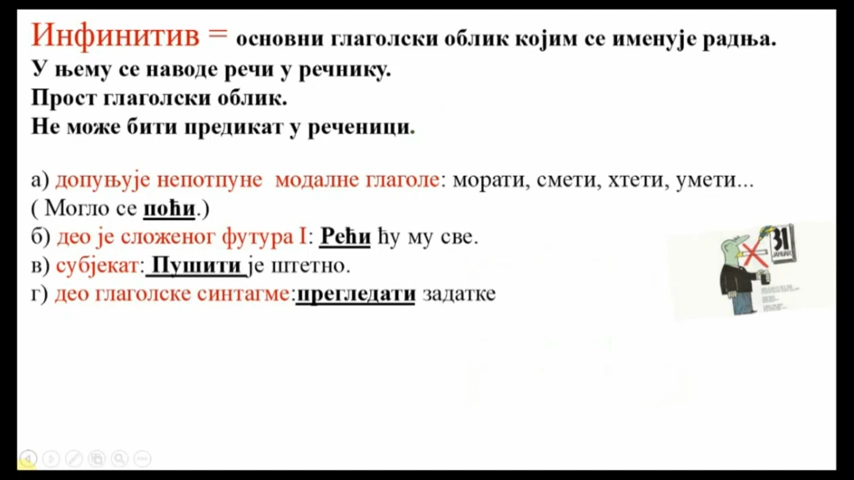 Инфинитив = основни глаголски облик којим се именује радња.
У њему се наводе речи у речнику.
Прост глаголски облик.
Не може бити предикат у реченици.
а) допуњује непотпуне модалне глаголе: морати, смети, хтети, умети...
( Могло се поћи.)
б) део је сложеног футура I: Рећи ћу му све.
в) субјекат: Пушити је штетно.
г) део глаголске синтагме:прегледати задатке
31